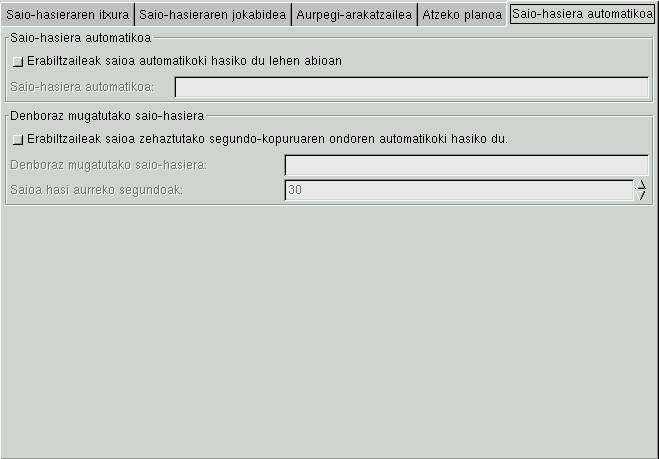 Saio-hasieraren itxura Saio-hasieraren jokabidea Aurpegi-arakatzailea Atzeko planoa Saio-hasiera automatikoa
Saio-hasiera automatikoa
Erabiltzaileak saioa automatikoki hasiko du lehen abioan
Saio-hasiera automatikoa:
Denboraz mugatutako saio-hasiera
Erabiltzaileak saioa zehaztutako segundo-kopuruaren ondoren automatikoki hasiko du.
Denboraz mugatutako saio-hasiera:
Saioa hasi aurreko segundoak: 30